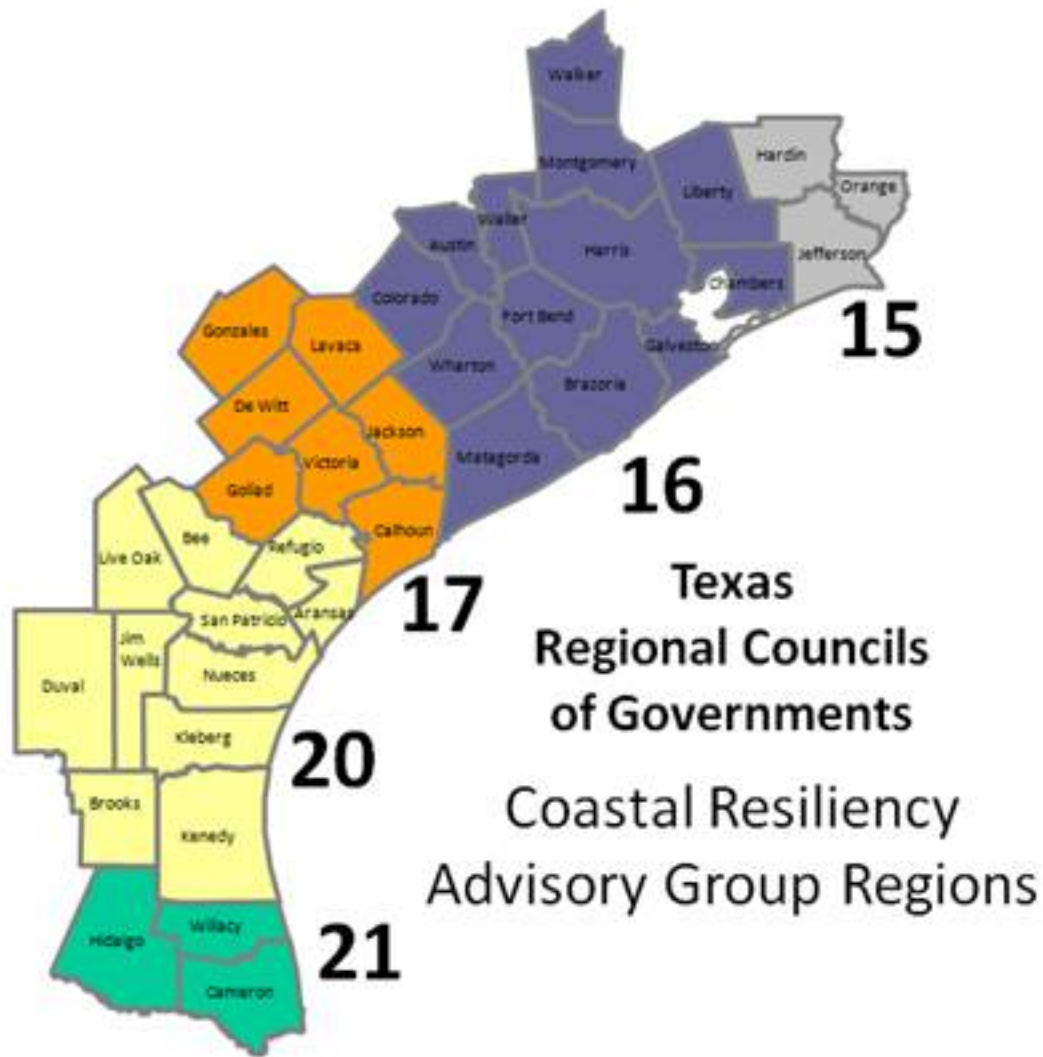 Walker
Montgomery
Hardin
Liberty
Orange
Waller
Austin
Harris
Jefferson
Chambers
Colorado
Fort Bend
15
Gonzales
Lavaca
Galveston
Wharton
Brazoria
De Witt
Jackson
Matagorda
Victoria
16
Goliad
Calhoun
Bee
Refugio
Live Oak
17
Texas
Regional Councils
of Governments
San Patricio
Aransas
Jim
Wells
Nueces
Duval
Kleberg
20
Brooks
Kenedy
Coastal Resiliency
Advisory Group Regions
Willacy
Hidalgo
21
Cameron